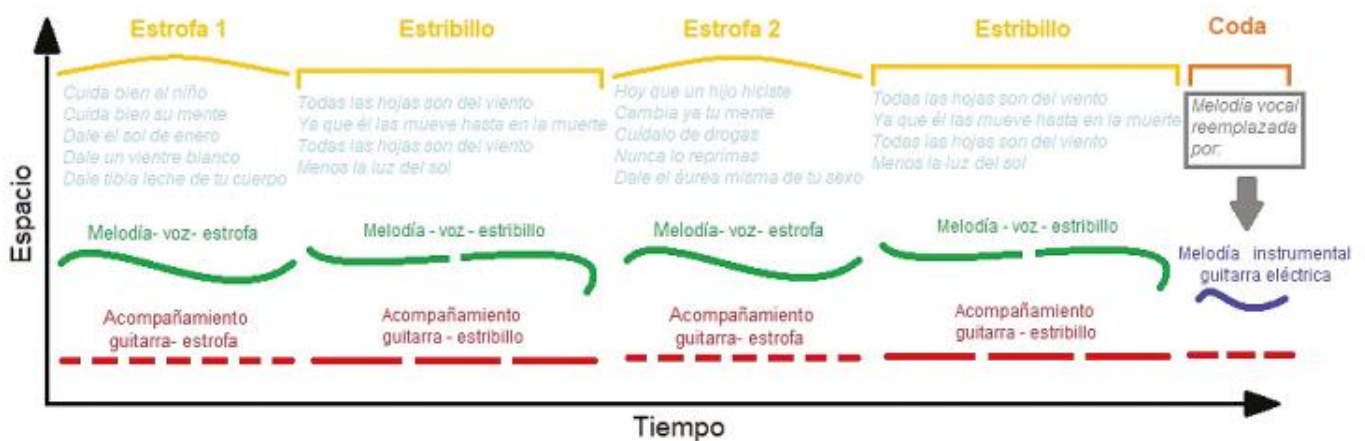 Estrofa 1
Estribillo
Estrofa 2
Estribillo
Coda
Cuida bien al niño
Cuida bien su mente
Dale el sol de enero
Dale un vientre blanco
Dale tibia leche de tu cuerpo
Todas las hojas son del viento
Ya que él las mueve hasta en la muerte
Todas las hojas son del viento
Menos la luz del sol
Hoy que un hijo hiciste
Cambia ya tu mente
Cuídalo de drogas
Nunca lo reprimas
Dale el áurea misma de tu sexo
Todas las hojas son del viento
Ya que él las mueve hasta en la muerte
Todas las hojas son del viento
Menos la luz del sol
Melodía vocal
reemplazada
por:
Espacio
Melodía- voz- estrofa
Melodía - voz - estribillo
Melodía- voz- estrofa
Melodía - voz - estribillo
Melodía instrumental
guitarra eléctrica
Acompañamiento
guitarra- estrofa
Acompañamiento
guitarra - estribillo
Acompañamiento
guitarra- estrofa
Acompañamiento
guitarra - estribillo
Tiempo